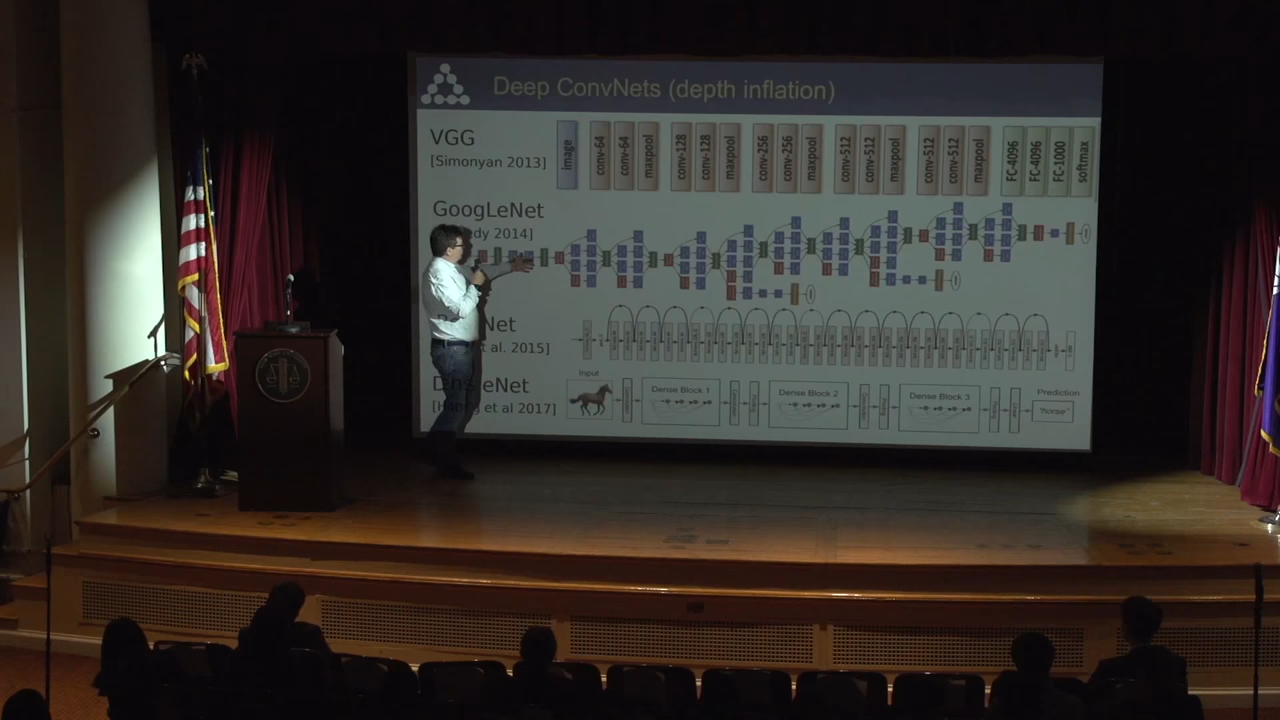 Deep ConvNets (depth inflation)
VGG
[Simonyan 2013]
image conv-64 conv-64 maxpool conv-128 conv-128 maxpool conv-256 conv-256 maxpool conv-512 conv-512 maxpool conv-512 conv-512 maxpool FC-4096 FC-4096 FC-1000 softmax
GoogLeNet
edy 2014]
Net
t al. 2015]
DenseNet
et al 2017]
Input
Dense Block 1
Dense Block 2
Dense Block 3
Prediction
"horse"